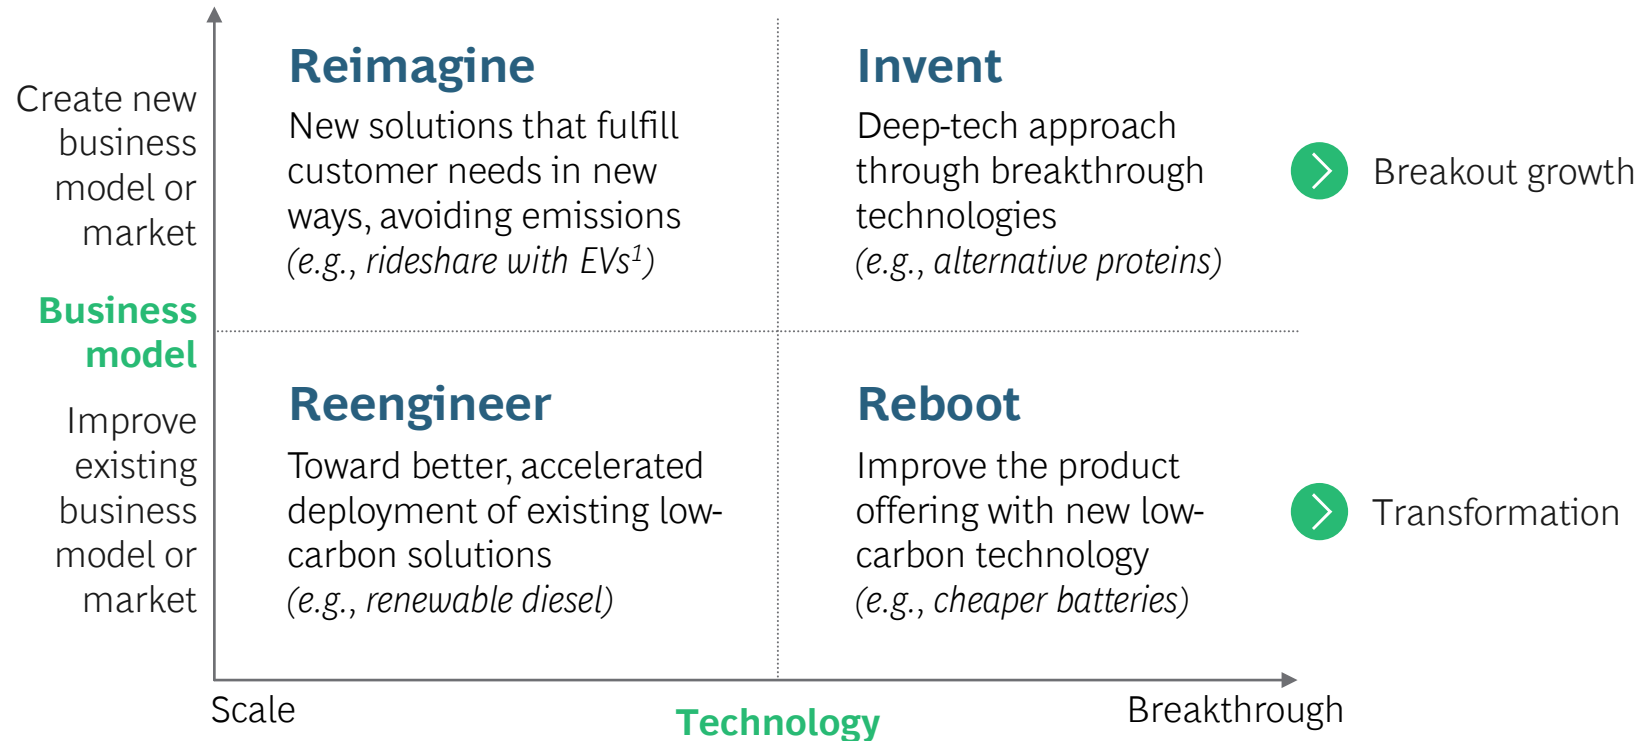 Create new
business
model or
market
Business
model
Improve
existing
business
model or
market
Reimagine
New solutions that fulfill
customer needs in new
ways, avoiding emissions
(e.g., rideshare with EVs¹)
Invent
Deep-tech approach
through breakthrough
technologies
(e.g., alternative proteins)
Breakout growth
Reengineer
Toward better, accelerated
deployment of existing low-
carbon solutions
(e.g., renewable diesel)
Reboot
Improve the product
offering with new low-
carbon technology
(e.g., cheaper batteries)
Transformation
Scale
Technology
Breakthrough